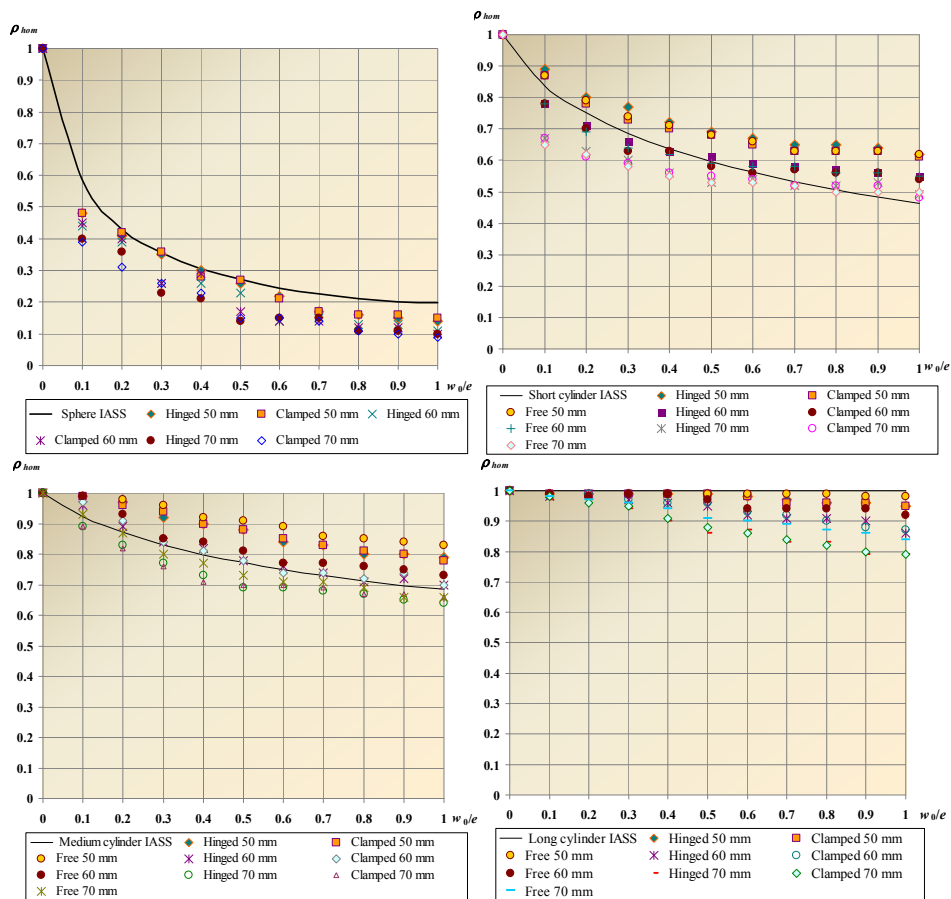 ρ hom
1
0.9
0.8
0.7
0.6
0.5
0.4
0.3
0.2
0.1
0
0 0.1 0.2 0.3 0.4 0.5 0.6 0.7 0.8 0.9 1 w 0/e
Sphere IASS Hinged 50 mm Clamped 50 mm Hinged 60 mm
Clamped 60 mm Hinged 70 mm Clamped 70 mm
ρ hom
1
0.9
0.8
0.7
0.6
0.5
0.4
0.3
0.2
0.1
0
0 0.1 0.2 0.3 0.4 0.5 0.6 0.7 0.8 0.9 1 w 0/e
Short cylinder IASS Hinged 50 mm Clamped 50 mm
Free 50 mm Hinged 60 mm Clamped 60 mm
Free 60 mm Hinged 70 mm Clamped 70 mm
Free 70 mm
ρ hom
1
0.9
0.8
0.7
0.6
0.5
0.4
0.3
0.2
0.1
0
0 0.1 0.2 0.3 0.4 0.5 0.6 0.7 0.8 0.9 1 w 0/e
Medium cylinder IASS Hinged 50 mm Clamped 50 mm
Free 50 mm Hinged 60 mm Clamped 60 mm
Free 60 mm Hinged 70 mm Clamped 70 mm
Free 70 mm
ρ hom
1
0.9
0.8
0.7
0.6
0.5
0.4
0.3
0.2
0.1
0
0 0.1 0.2 0.3 0.4 0.5 0.6 0.7 0.8 0.9 1 w 0/e
Long cylinder IASS Hinged 50 mm Clamped 50 mm
Free 50 mm Hinged 60 mm Clamped 60 mm
Free 60 mm Hinged 70 mm Clamped 70 mm
Free 70 mm